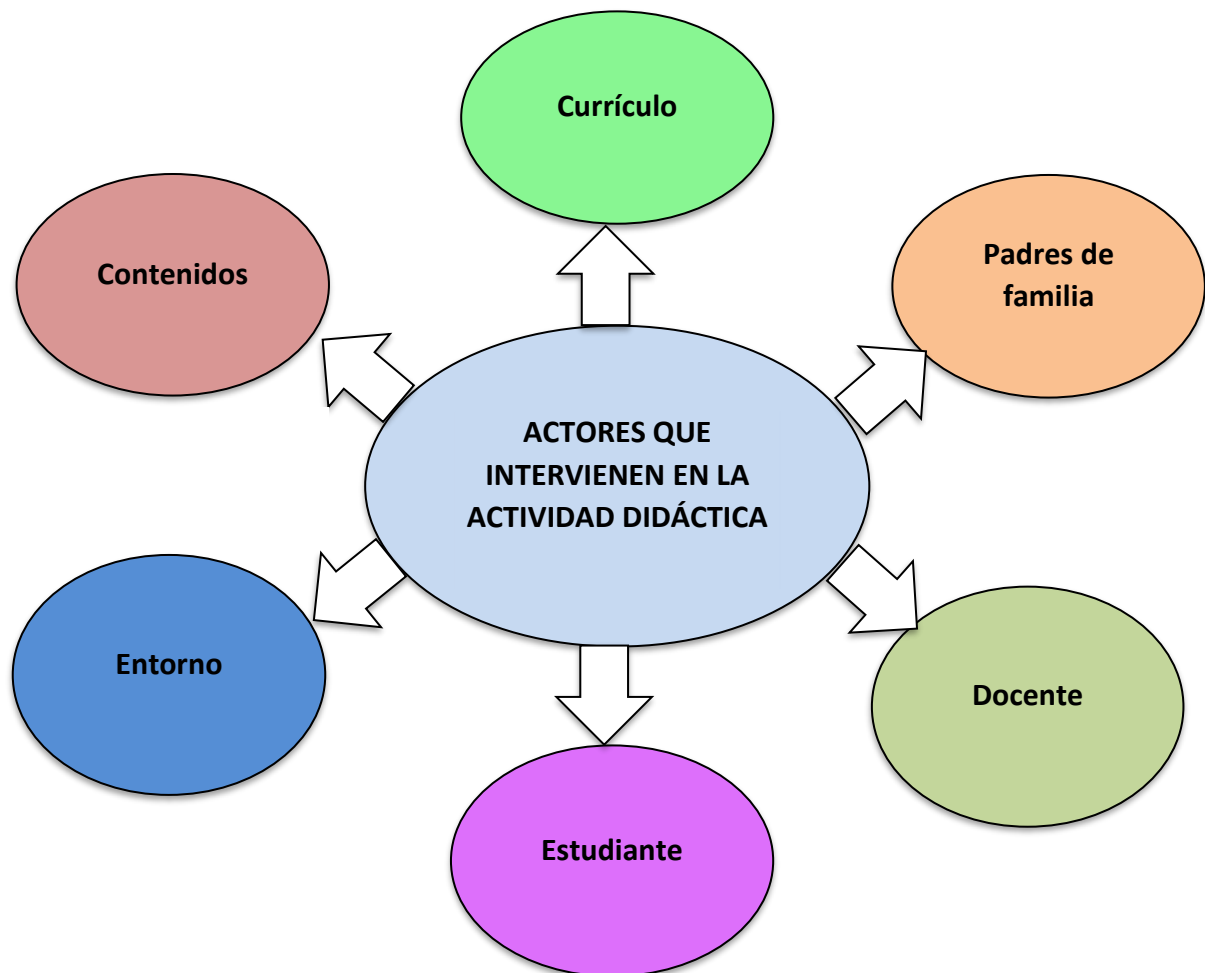 Currículo
Contenidos
Padres de
familia
ACTORES QUE
INTERVIENEN EN LA
ACTIVIDAD DIDÁCTICA
Entorno
Docente
Estudiante